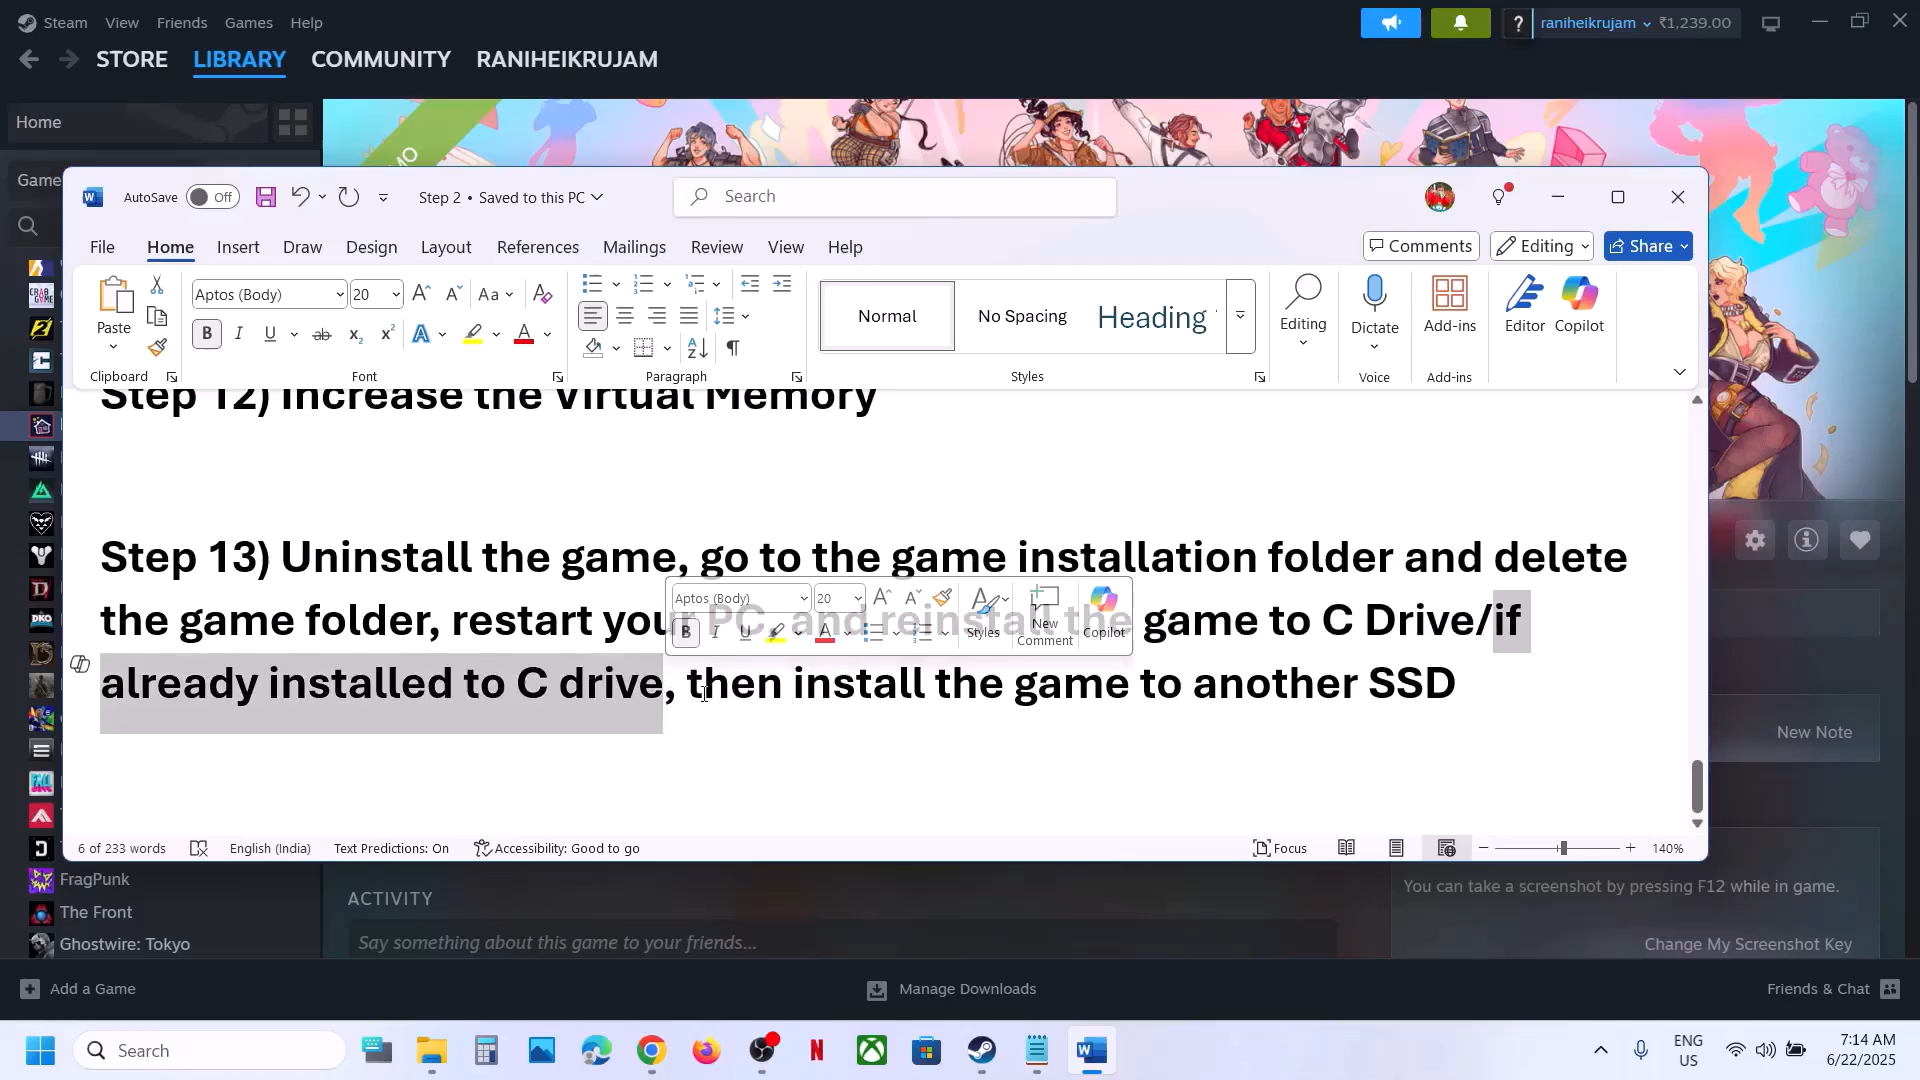 Steam View Friends Games Help
raniheikrujam ₹1,239.00
STORE LIBRARY COMMUNITY RANIHEIKRUJAM
Home
Game
MO
AutoSave Off Step 2 • Saved to this PC Search
File Home Insert Draw Design Layout References Mailings Review View Help Comments Editing Share
Paste Aptos (Body) 20 Normal No Spacing Heading Editing Dictate Add-ins Editor Copilot
Clipboard Font Paragraph Styles Voice Add-ins
Step 12) Increase the Virtual Memory
Step 13) Uninstall the game, go to the game installation folder and delete
the game folder, restart your PC, and reinstall the game to C Drive/if
already installed to C drive, then install the game to another SSD
Aptos (Body) 20
Styles New Comment Copilot
New Note
6 of 233 words English (India) Text Predictions: On Accessibility: Good to go Focus 140%
FragPunk
The Front
Ghostwire: Tokyo
ACTIVITY
Say something about this game to your friends...
You can take a screenshot by pressing F12 while in game.
Change My Screenshot Key
Add a Game Manage Downloads Friends & Chat
Search ENG US 7:14 AM 6/22/2025